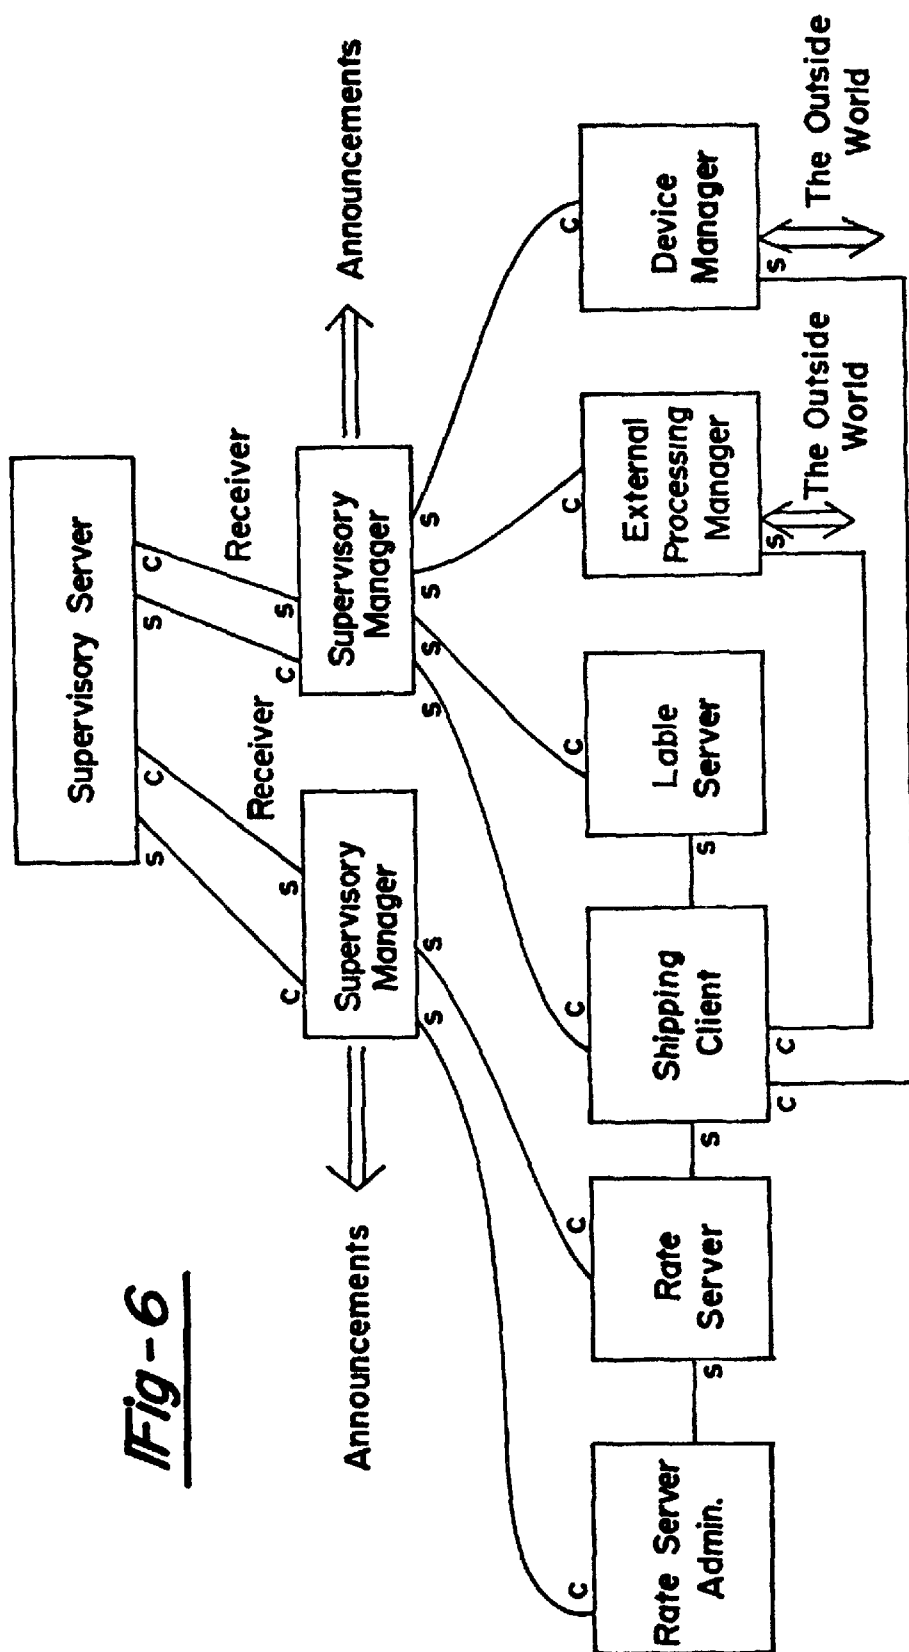 Supervisory Server
S
C
S
C
Receiver
Receiver
C
S
C
S
Announcements
Supervisory
Manager
Supervisory
Manager
Announcements
S
S
S
S
S
S
C
C
C
C
C
C
Rate Server
Admin.
Rate
Server
Shipping
Client
Lable
Server
External
Processing
Manager
Device
Manager
S
S
S
C
C
S
S
The Outside
World
The Outside
World
Fig-6